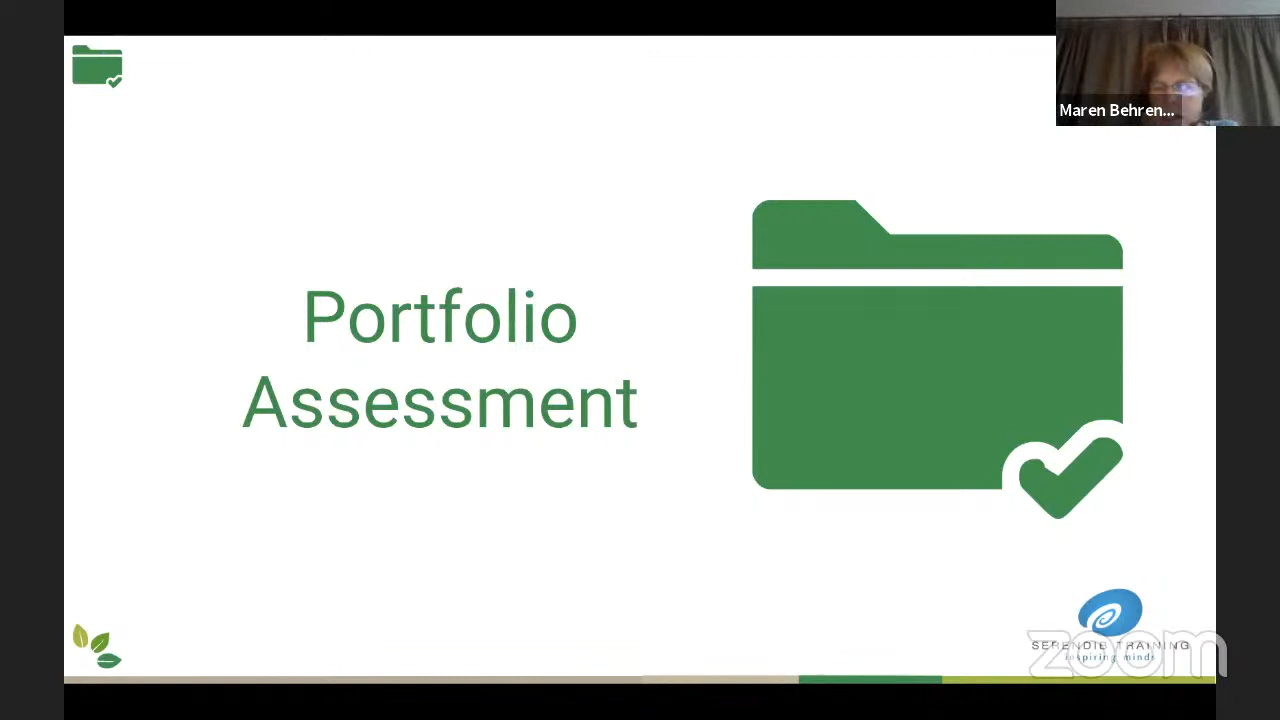 Maren Behren...
Portfolio
Assessment
SERENDIB TRAINING
inspiring minds
zoom